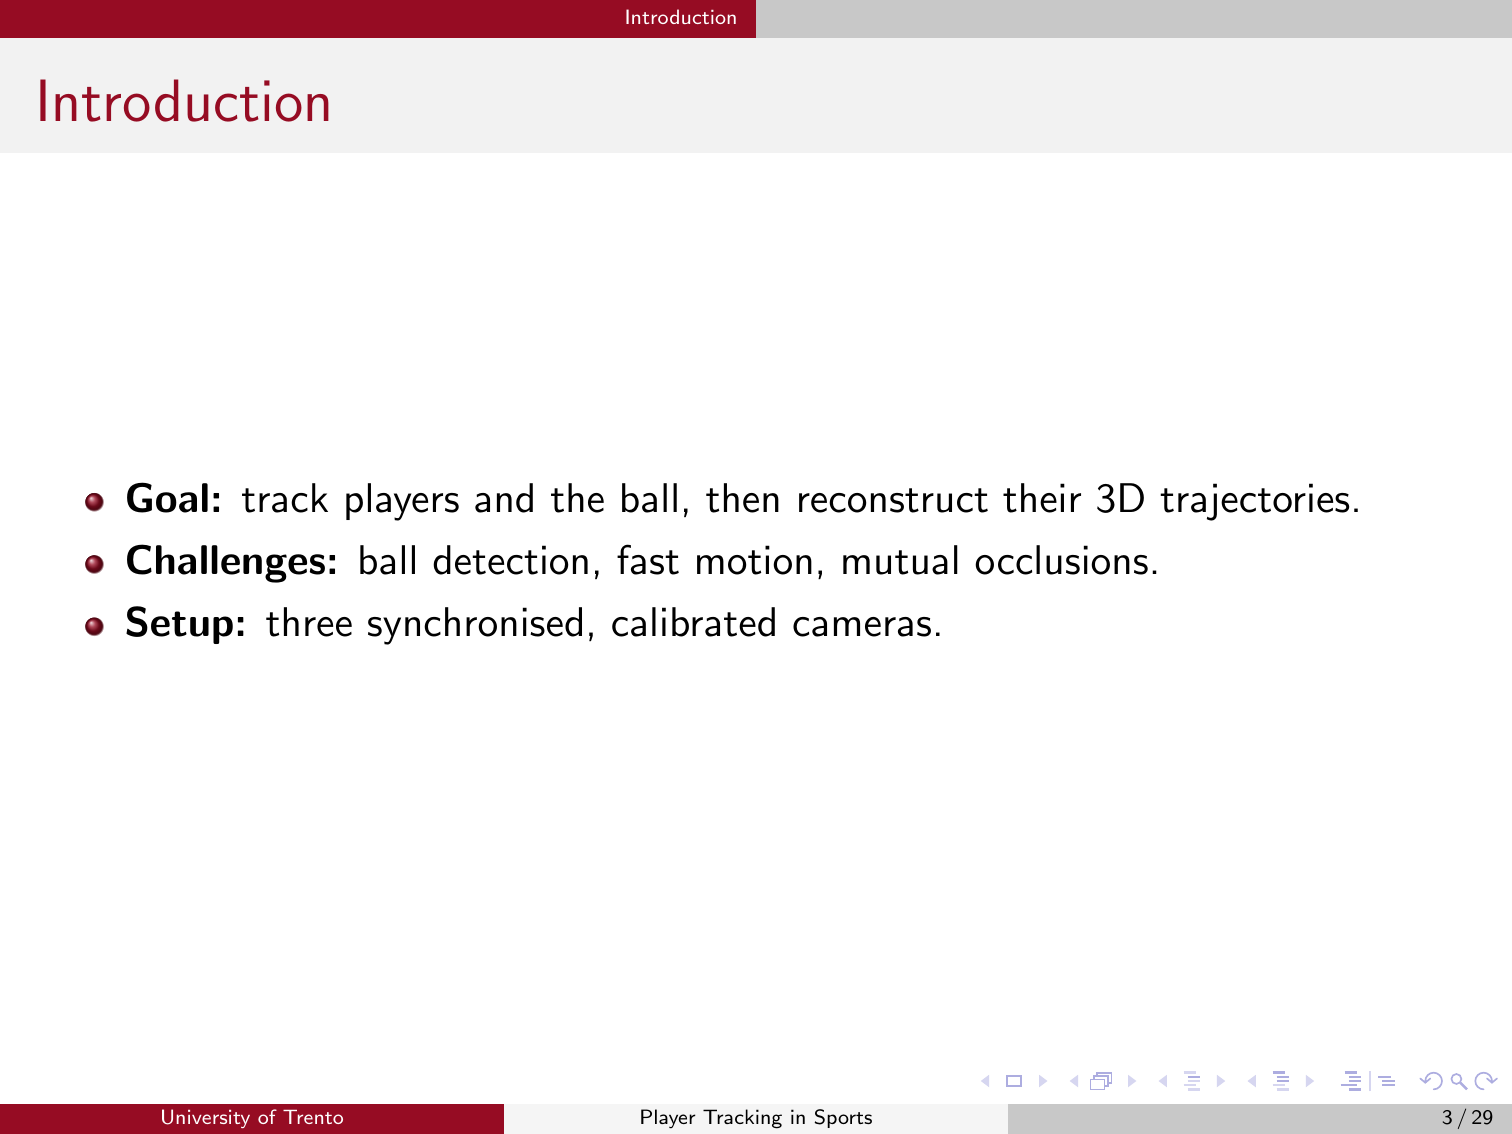 Introduction
Introduction
Goal: track players and the ball, then reconstruct their 3D trajectories.
Challenges: ball detection, fast motion, mutual occlusions.
Setup: three synchronised, calibrated cameras.
University of Trento
Player Tracking in Sports
3 / 29